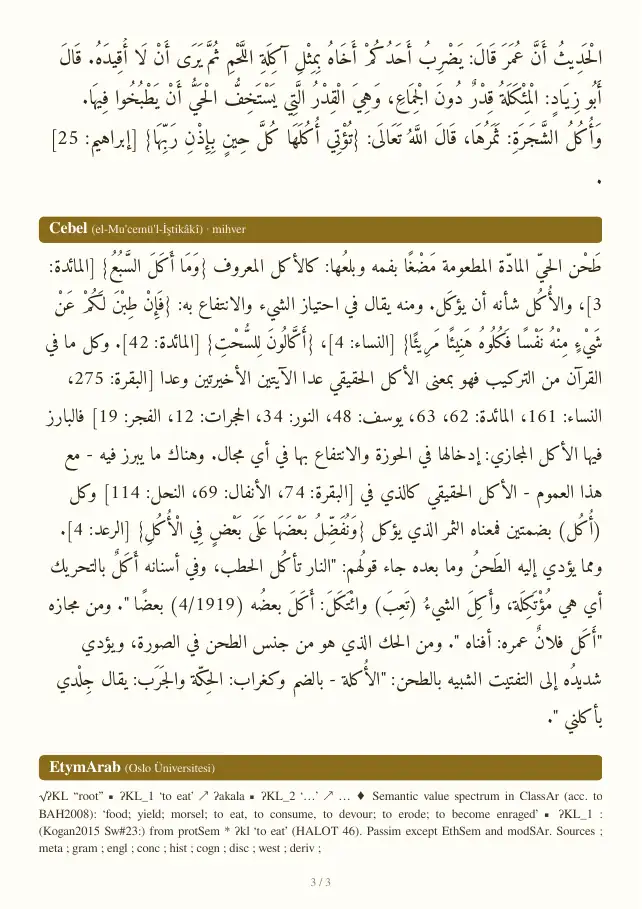 الْحَدِيثُ أَنَّ عُمَرَ قَالَ: يَضْرِبُ أَحَدُكُمْ أَخَاهُ بِمِثْلِ آكِلَةِ اللَّحْمِ ثُمَّ يَرَى أَنْ لَا أُقِيدَهُ. قَالَ
أَبُو زِيَادٍ: الْمِئْكَلَةُ قِدْرٌ دُونَ الْجِمَاعِ، وَهِيَ الْقِدْرُ الَّتِي يَسْتَخِفُّ الْحَيُّ أَنْ يَطْبُخُوا فِيهَا.
وَأُكُلُ الشَّجَرَةِ: ثَمَرُهَا، قَالَ اللَّهُ تَعَالَى: {تُؤْتِي أُكُلَهَا كُلَّ حِينٍ بِإِذْنِ رَبِّهَا} [إبراهيم: 25]
.
Cebel (el-Mu'cemü'l-İştikâkî) · mihver
طَحْن الحيّ المادّة المطعومة مَضْغًا بفمه وبلعُها: كالأكل المعروف {وَمَا أَكَلَ السَّبُعُ} [المائدة:
3]، والأُكُل شأنه أن يؤكل. ومنه يقال في احتياز الشيء والانتفاع به: {فَإِنْ طِبْنَ لَكُمْ عَنْ
شَيْءٍ مِنْهُ نَفْسًا فَكُلُوهُ هَنِيئًا مَرِيئًا} [النساء: 4]، {أَكَّالُونَ لِلسُّحْتِ} [المائدة: 42]. وكل ما في
القرآن من التركيب فهو بمعنى الأكل الحقيقي عدا الآيتين الأخيرتين وعدا [البقرة: 275،
النساء: 161، المائدة: 62، 63، يوسف: 48، النور: 34، الحجرات: 12، الفجر: 19] فالبارز
فيها الأكل المجازي: إدخالها في الحوزة والانتفاع بها في أي مجال. وهناك ما يبرز فيه - مع
هذا العموم - الأكل الحقيقي كالذي في [البقرة: 74، الأنفال: 69، النحل: 114] وكل
(أُكُل) بضمتين فمعناه الثمر الذي يؤكل {وَنُفَضِّلُ بَعْضَهَا عَلَى بَعْضٍ فِي الْأُكُلِ} [الرعد: 4].
ومما يؤدي إليه الطَحنُ وما بعده جاء قولُهم: "النار تأكُل الحطب، وفي أسنانه أَكَلٌ بالتحريك
أي هي مُؤْتَكِلَة، وأَكِلَ الشيءُ (تَعِبَ) وائْتَكَلَ: أَكَلَ بعضُه (4/1919) بعضًا ". ومن مجازه
"أَكَل فلانٌ عمره: أفناه ". ومن الحك الذي هو من جنس الطحن في الصورة، ويؤدي
شديدُه إلى التفتيت الشبيه بالطحن: "الأُكلة - بالضم وكغراب: الحِكّة والجَرَب: يقال جِلْدي
يأكلني ".
EtymArab (Oslo Üniversitesi)
√ʔKL “root” ▪ ʔKL_1 ‘to eat’ ↗ ʔakala ▪ ʔKL_2 ‘…’ ↗ … ♦ Semantic value spectrum in ClassAr (acc. to
BAH2008): ‘food; yield; morsel; to eat, to consume, to devour; to erode; to become enraged’ ▪ ʔKL_1 :
(Kogan2015 Sw#23:) from protSem * ʔkl ‘to eat’ (HALOT 46). Passim except EthSem and modSAr. Sources ;
meta ; gram ; engl ; conc ; hist ; cogn ; disc ; west ; deriv ;
3 / 3